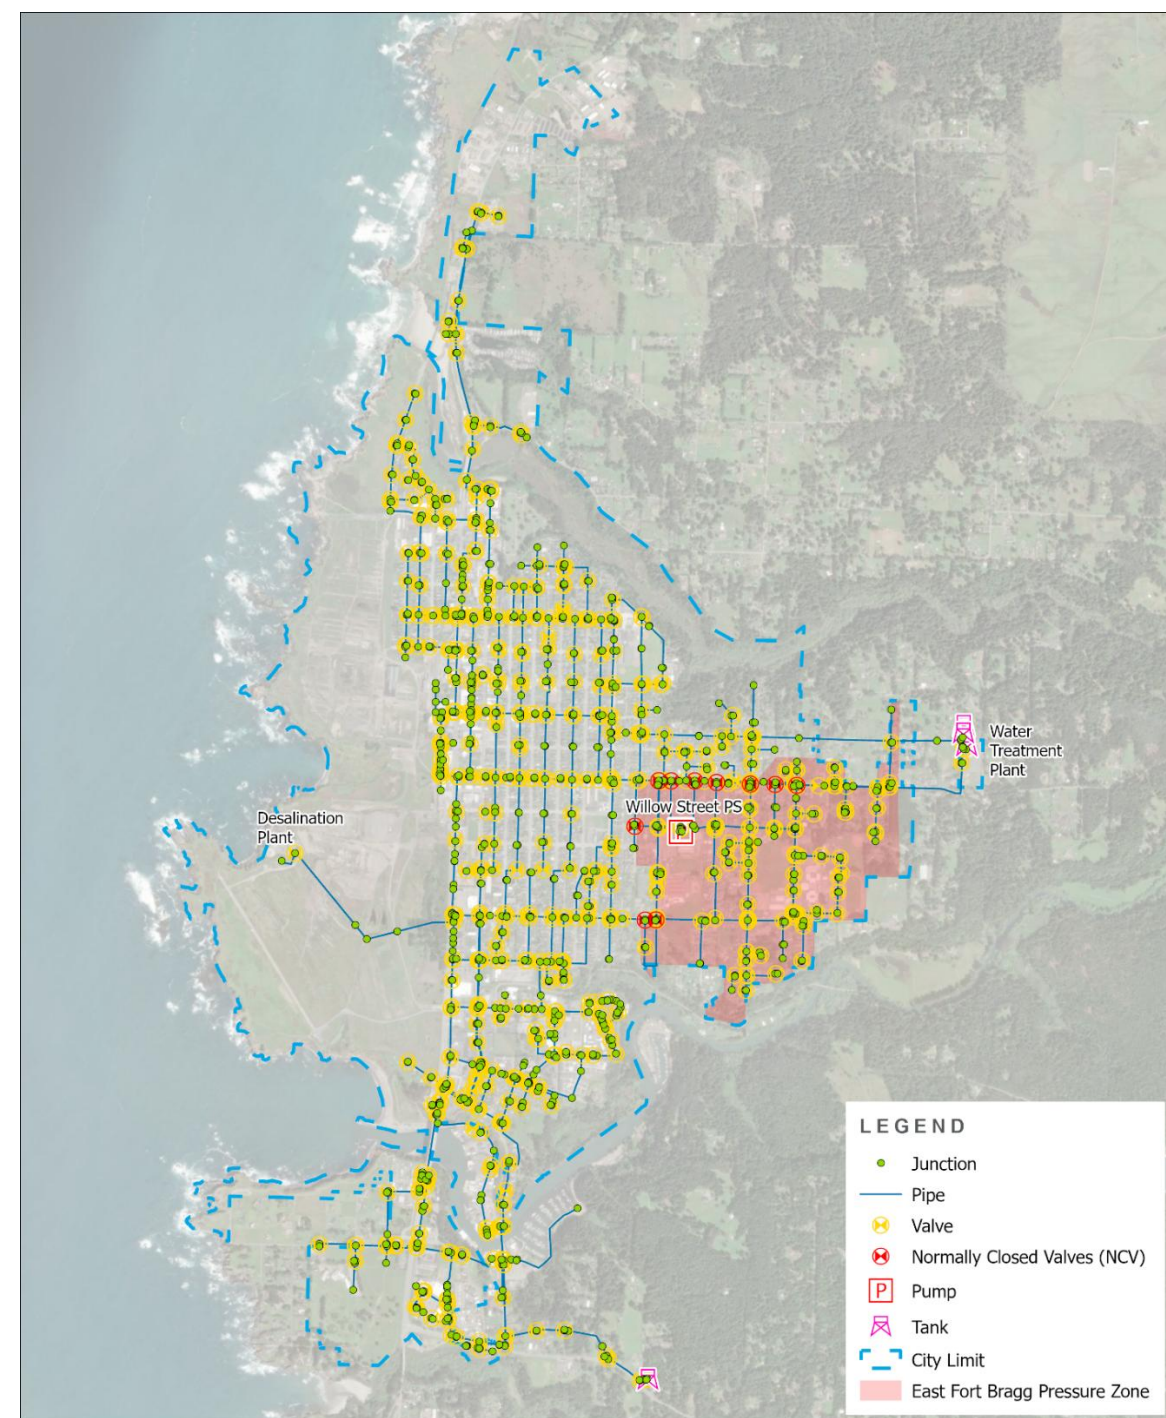 Water
Treatment
Plant
Willow Street PS
P
Desalination
Plant
LEGEND
Junction
Pipe
Valve
Normally Closed Valves (NCV)
P
Pump
Tank
City Limit
East Fort Bragg Pressure Zone